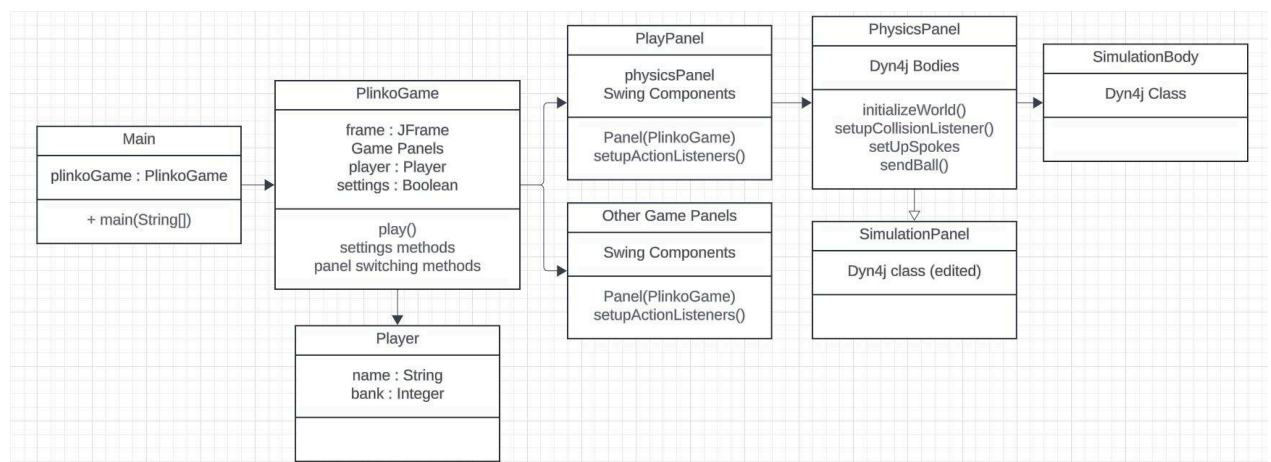 Main
plinkoGame : PlinkoGame
+ main(String[])
PlinkoGame
frame : JFrame
Game Panels
player : Player
settings : Boolean
play()
settings methods
panel switching methods
Player
name : String
bank : Integer
PlayPanel
physicsPanel
Swing Components
Panel(PlinkoGame)
setupActionListeners()
Other Game Panels
Swing Components
Panel(PlinkoGame)
setupActionListeners()
PhysicsPanel
Dyn4j Bodies
initializeWorld()
setupCollisionListener()
setUpSpokes
sendBall()
SimulationPanel
Dyn4j class (edited)
SimulationBody
Dyn4j Class